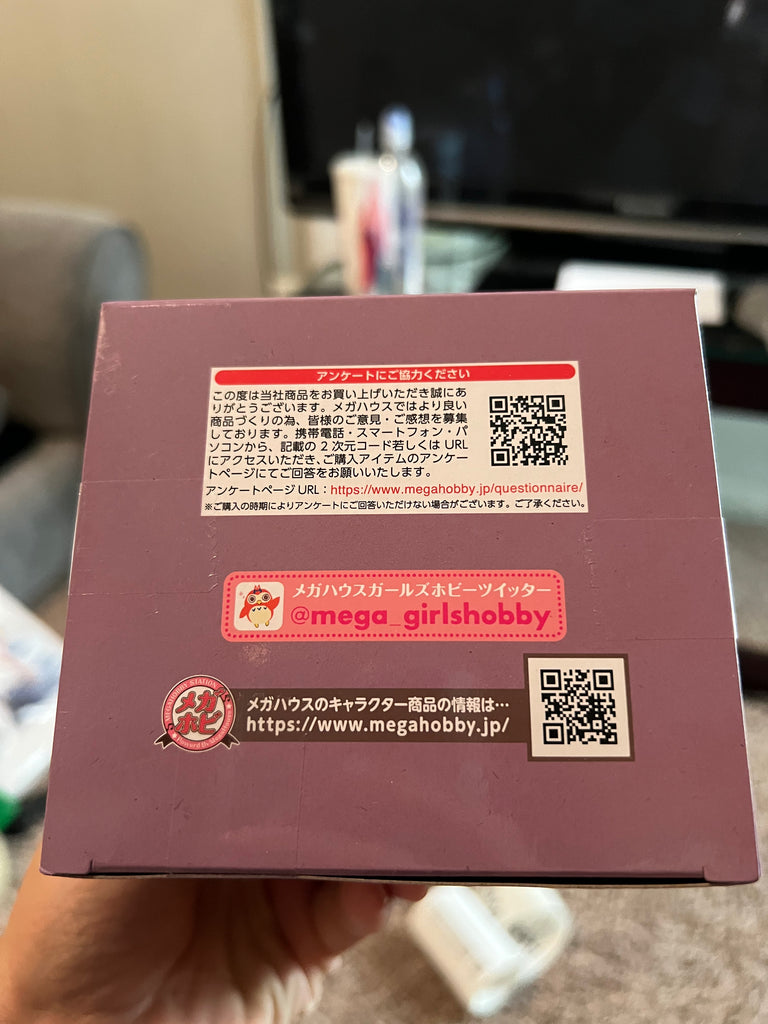 アンケートにご協力ください
この度は当社商品をお買い上げいただき誠にあ
りがとうございます。メガハウスではより良い
商品づくりの為、皆様のご意見・ご感想を募集
しております。携帯電話・スマートフォン・パ
ソコンから、記載の 2 次元コード若しくは URL
にアクセスいただき、ご購入アイテムのアンケー
トページにてご回答をお願いいたします。
アンケートページ URL：https://www.megahobby.jp/questionnaire/
※ご購入の時期によりアンケートにご回答いただけない場合がございます。ご了承ください。
メガハウスガールズホビーツイッター
@mega_girlshobby
MEGAHOBBY STATION
メガ
ホビ
メガハウスのキャラクター商品の情報は…
https://www.megahobby.jp/